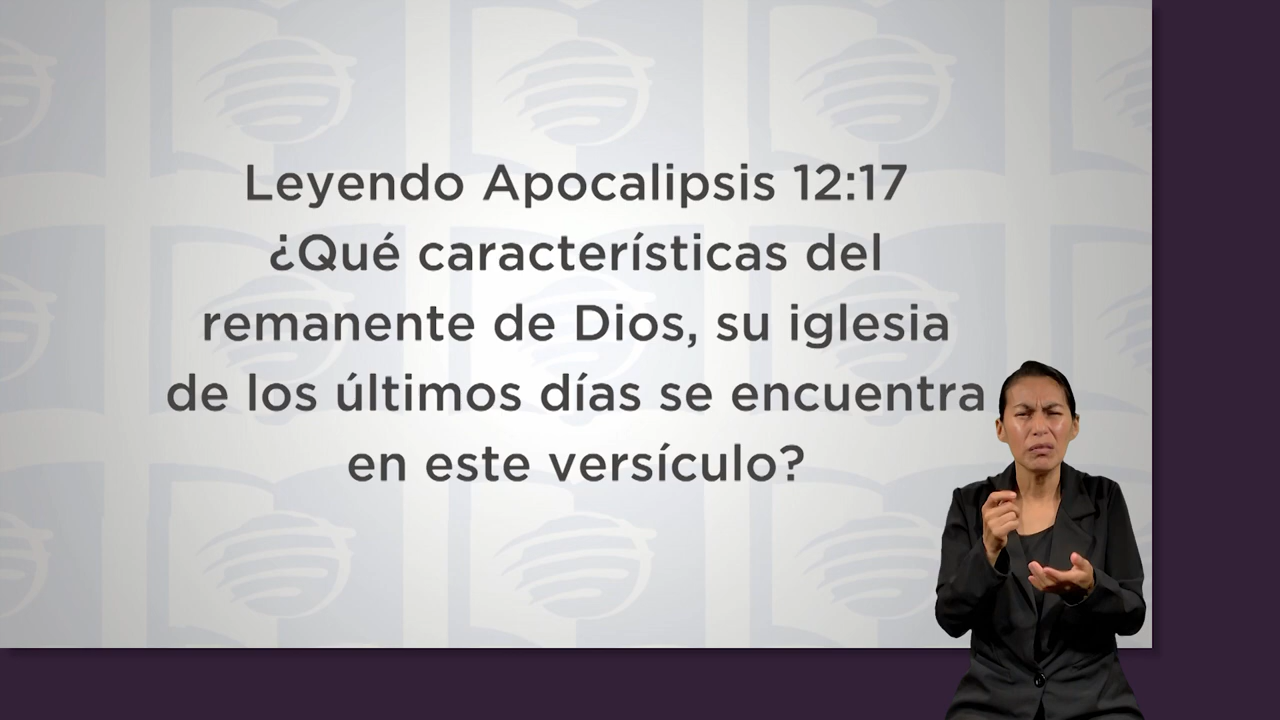 Leyendo Apocalipsis 12:17
¿Qué características del
remanente de Dios, su iglesia
de los últimos días se encuentra
en este versículo?